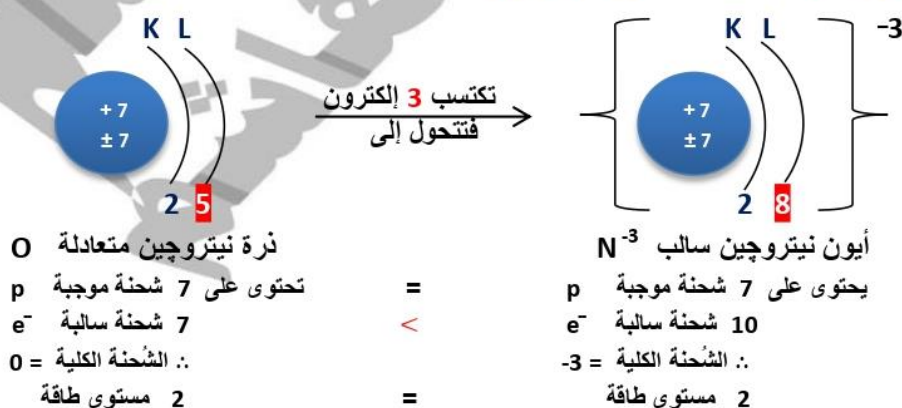 K L
+ 7
± 7
2 5
تكتسب 3 إلكترون
فتتحول إلى
K L
-3
+ 7
± 7
2 8
ذرة نيتروچين متعادلة O
أيون نيتروچين سالب N⁻³
تحتوى على 7 شحنة موجبة p
=
يحتوى على 7 شحنة موجبة p
7 شحنة سالبة e⁻
<
10 شحنة سالبة e⁻
∴ الشُحنة الكلية = 0
∴ الشُحنة الكلية = 3-
2 مستوى طاقة
=
2 مستوى طاقة